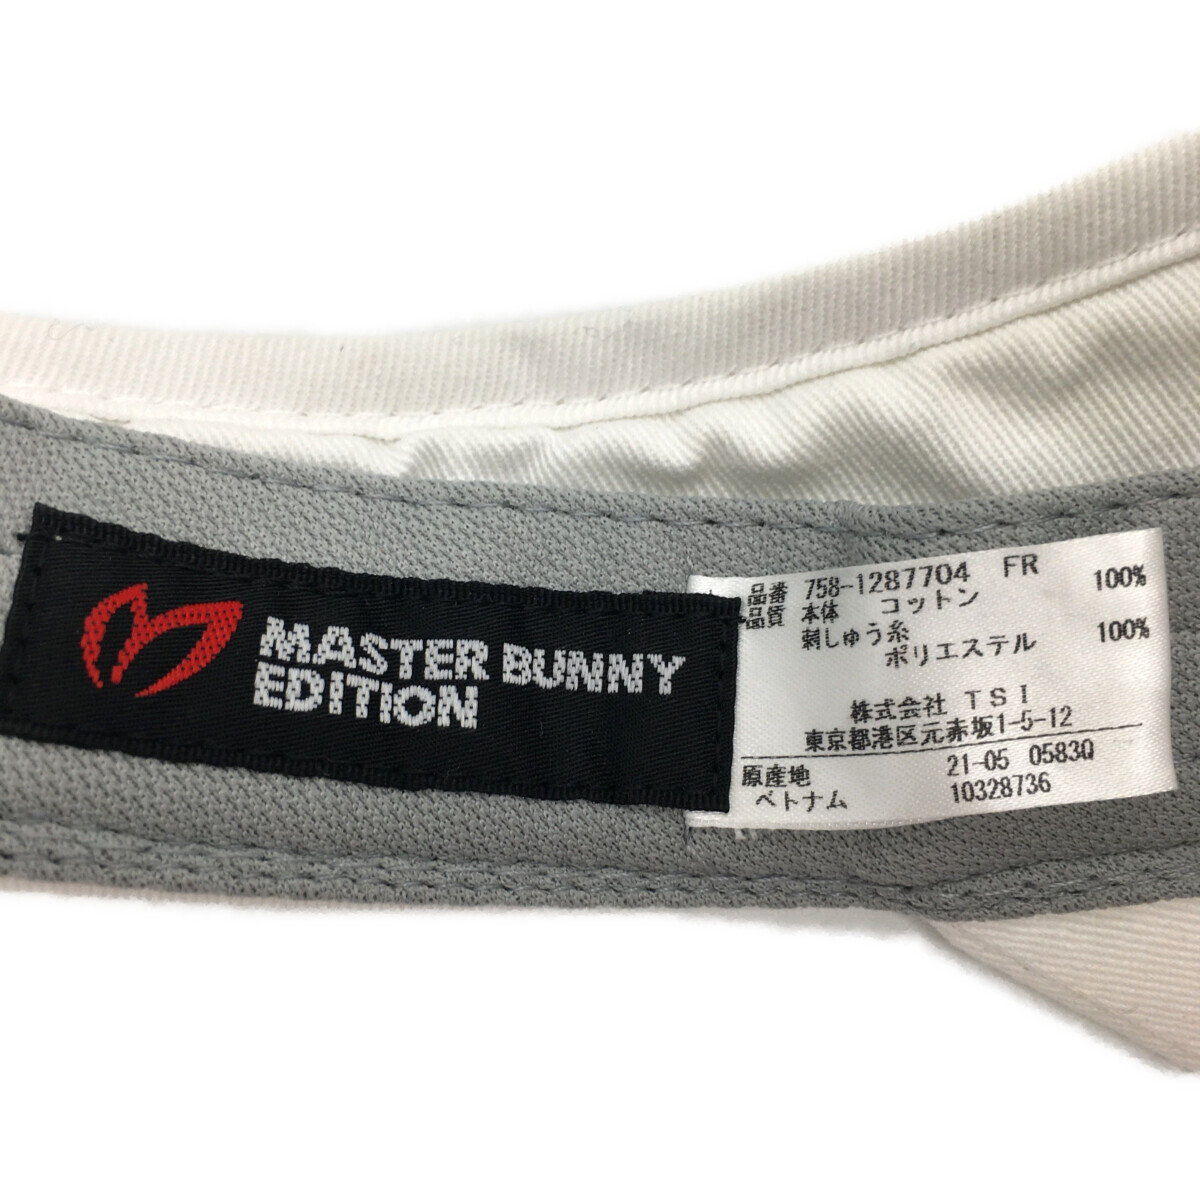 MASTER BUNNY
EDITION
品番 758-1287704 FR
品質 本体 コットン 100%
刺しゅう糸
ポリエステル 100%
株式会社 TSI
東京都港区元赤坂1-5-12
原産地 21-05 0583Q
ベトナム 10328736